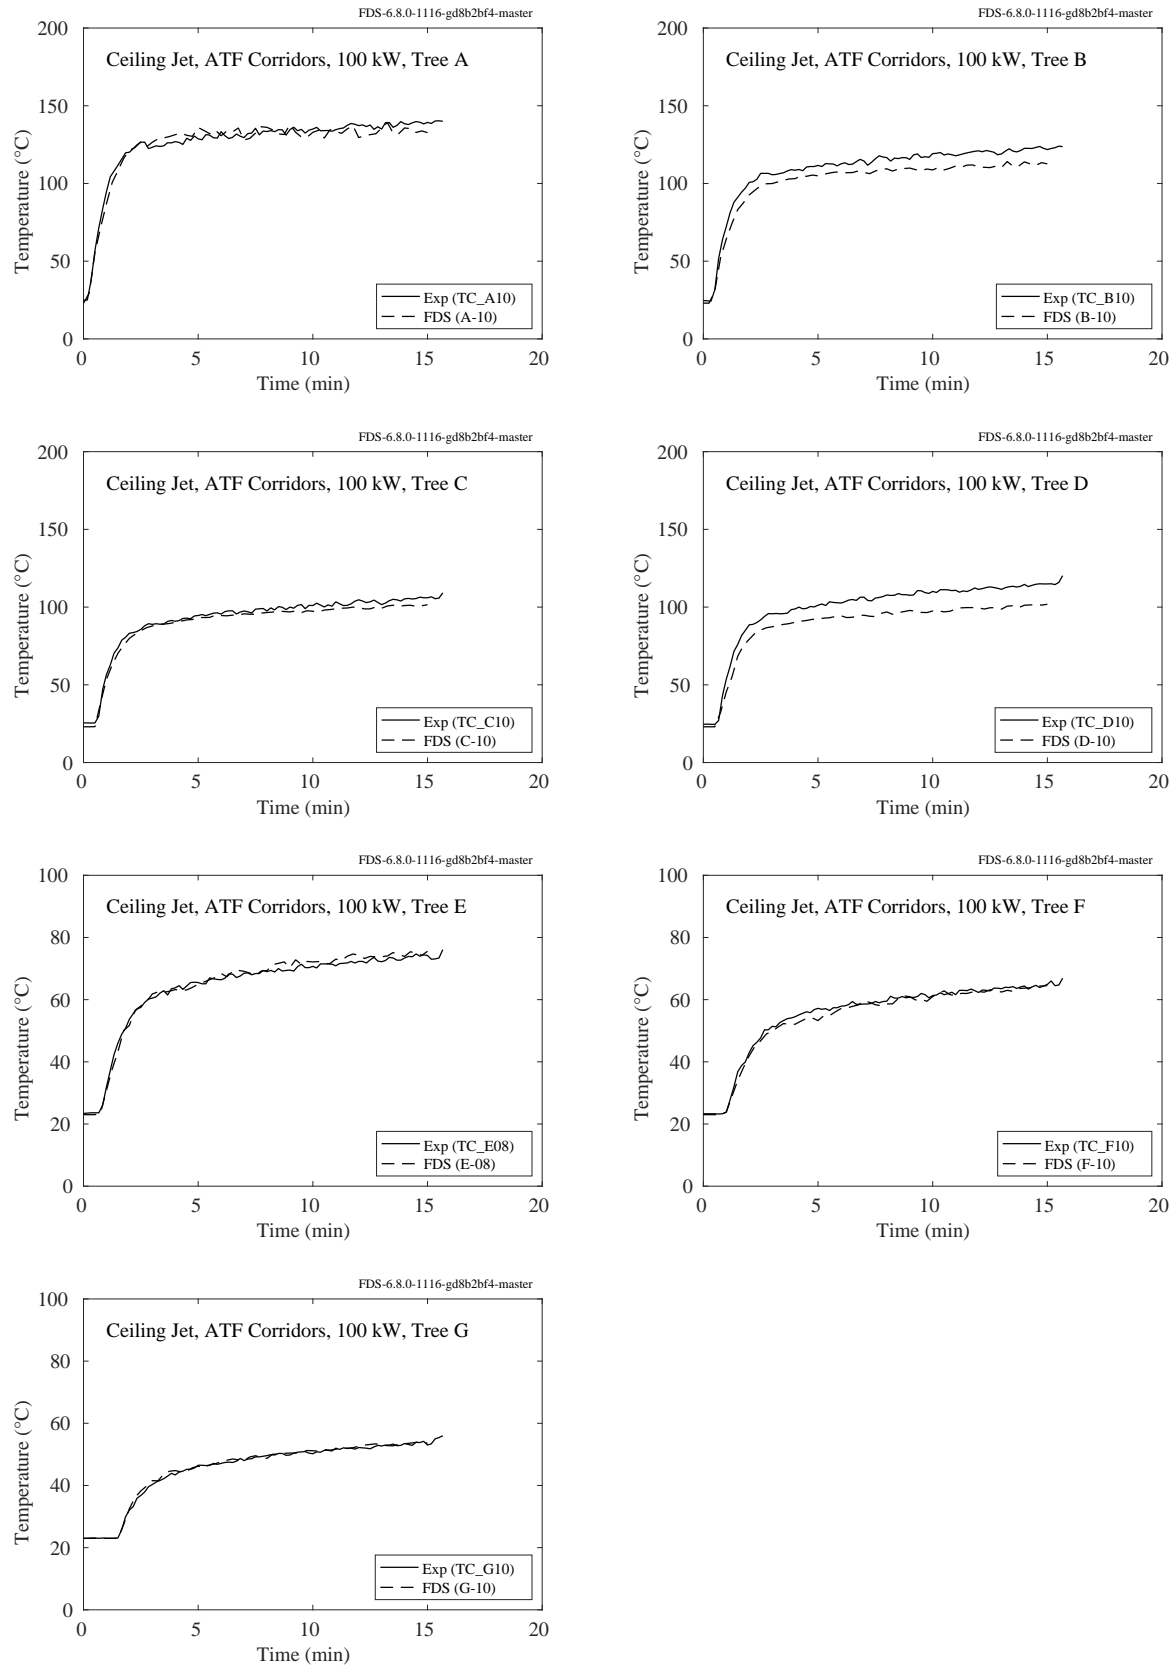 FDS-6.8.0-1116-gd8b2bf4-master
Ceiling Jet, ATF Corridors, 100 kW, Tree A
200
150
100
50
0
Temperature (°C)
Exp (TC_A10)
FDS (A-10)
0 5 10 15 20
Time (min)
FDS-6.8.0-1116-gd8b2bf4-master
Ceiling Jet, ATF Corridors, 100 kW, Tree B
200
150
100
50
0
Temperature (°C)
Exp (TC_B10)
FDS (B-10)
0 5 10 15 20
Time (min)
FDS-6.8.0-1116-gd8b2bf4-master
Ceiling Jet, ATF Corridors, 100 kW, Tree C
200
150
100
50
0
Temperature (°C)
Exp (TC_C10)
FDS (C-10)
0 5 10 15 20
Time (min)
FDS-6.8.0-1116-gd8b2bf4-master
Ceiling Jet, ATF Corridors, 100 kW, Tree D
200
150
100
50
0
Temperature (°C)
Exp (TC_D10)
FDS (D-10)
0 5 10 15 20
Time (min)
FDS-6.8.0-1116-gd8b2bf4-master
Ceiling Jet, ATF Corridors, 100 kW, Tree E
100
80
60
40
20
0
Temperature (°C)
Exp (TC_E08)
FDS (E-08)
0 5 10 15 20
Time (min)
FDS-6.8.0-1116-gd8b2bf4-master
Ceiling Jet, ATF Corridors, 100 kW, Tree F
100
80
60
40
20
0
Temperature (°C)
Exp (TC_F10)
FDS (F-10)
0 5 10 15 20
Time (min)
FDS-6.8.0-1116-gd8b2bf4-master
Ceiling Jet, ATF Corridors, 100 kW, Tree G
100
80
60
40
20
0
Temperature (°C)
Exp (TC_G10)
FDS (G-10)
0 5 10 15 20
Time (min)